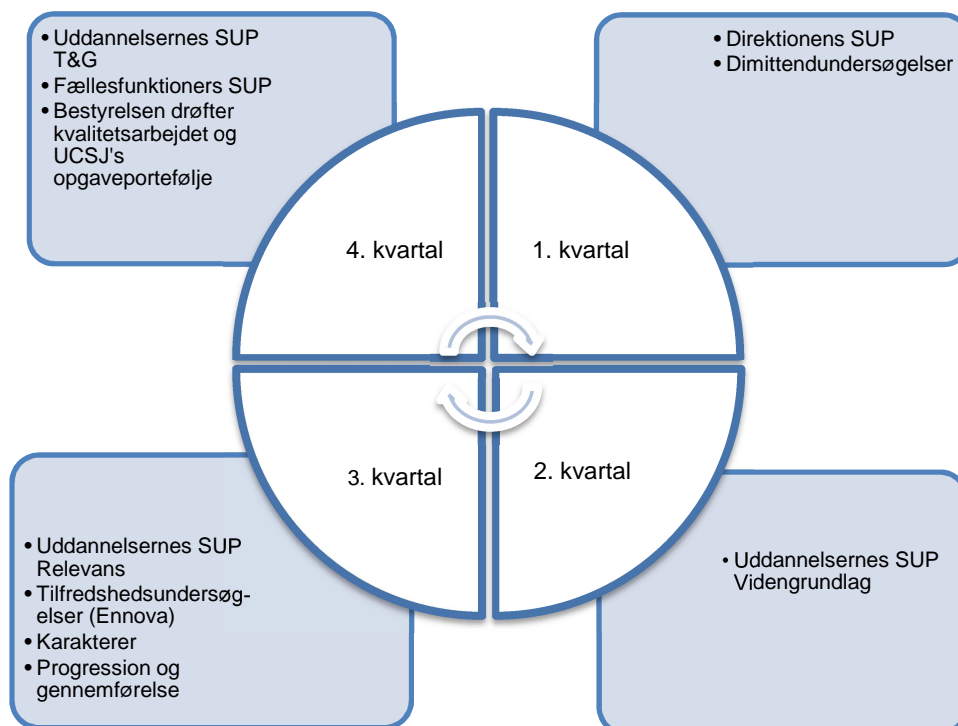 • Uddannelsernes SUP
T&G
• Fællesfunktioners SUP
• Bestyrelsen drøfter
kvalitetsarbejdet og
UCSJ's
opgaveportefølje
• Direktionens SUP
• Dimittendundersøgelser
4. kvartal
1. kvartal
3. kvartal
2. kvartal
• Uddannelsernes SUP
Relevans
• Tilfredshedsundersøg-
elser (Ennova)
• Karakterer
• Progression og
gennemførelse
• Uddannelsernes SUP
Videngrundlag